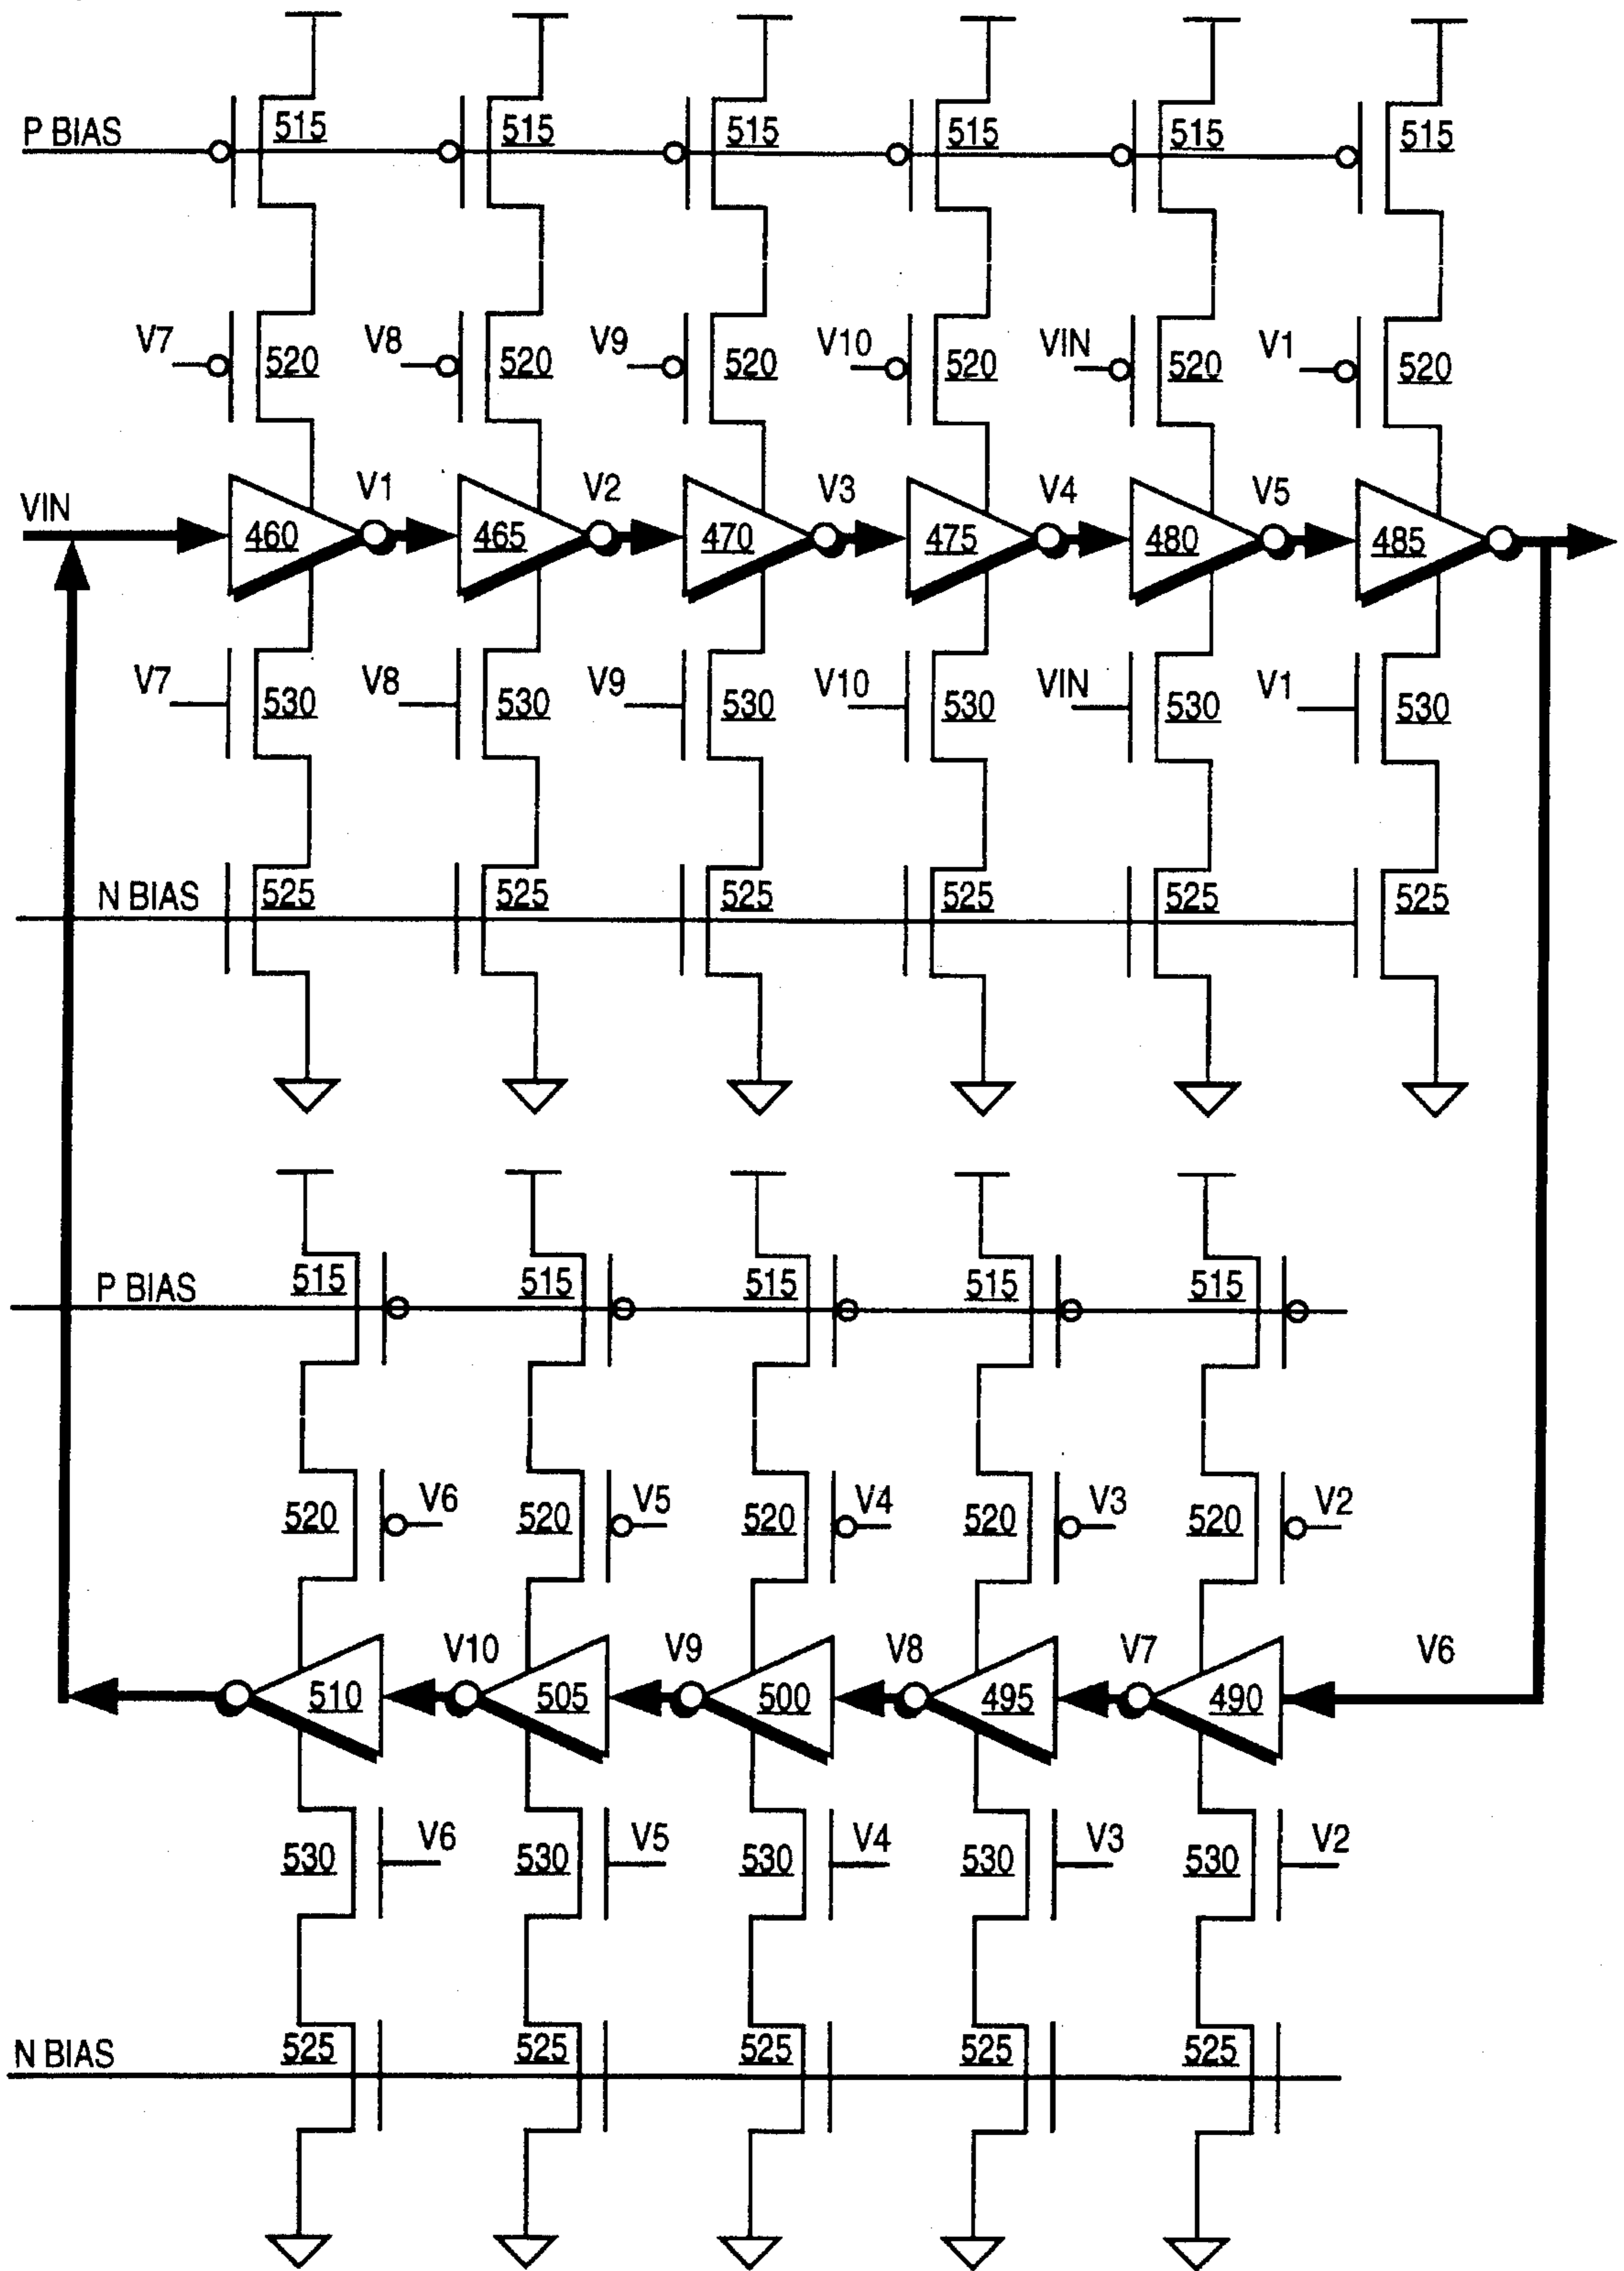 515 515 515 515 515 515
P BIAS
V7 V8 V9 V10 VIN V1
520 520 520 520 520 520
VIN V1 V2 V3 V4 V5
460 465 470 475 480 485
V7 V8 V9 V10 VIN V1
530 530 530 530 530 530
N BIAS 525 525 525 525 525 525
P BIAS 515 515 515 515 515
V6 V5 V4 V3 V2
520 520 520 520 520
V10 V9 V8 V7 V6
510 505 500 495 490
V6 V5 V4 V3 V2
530 530 530 530 530
N BIAS 525 525 525 525 525